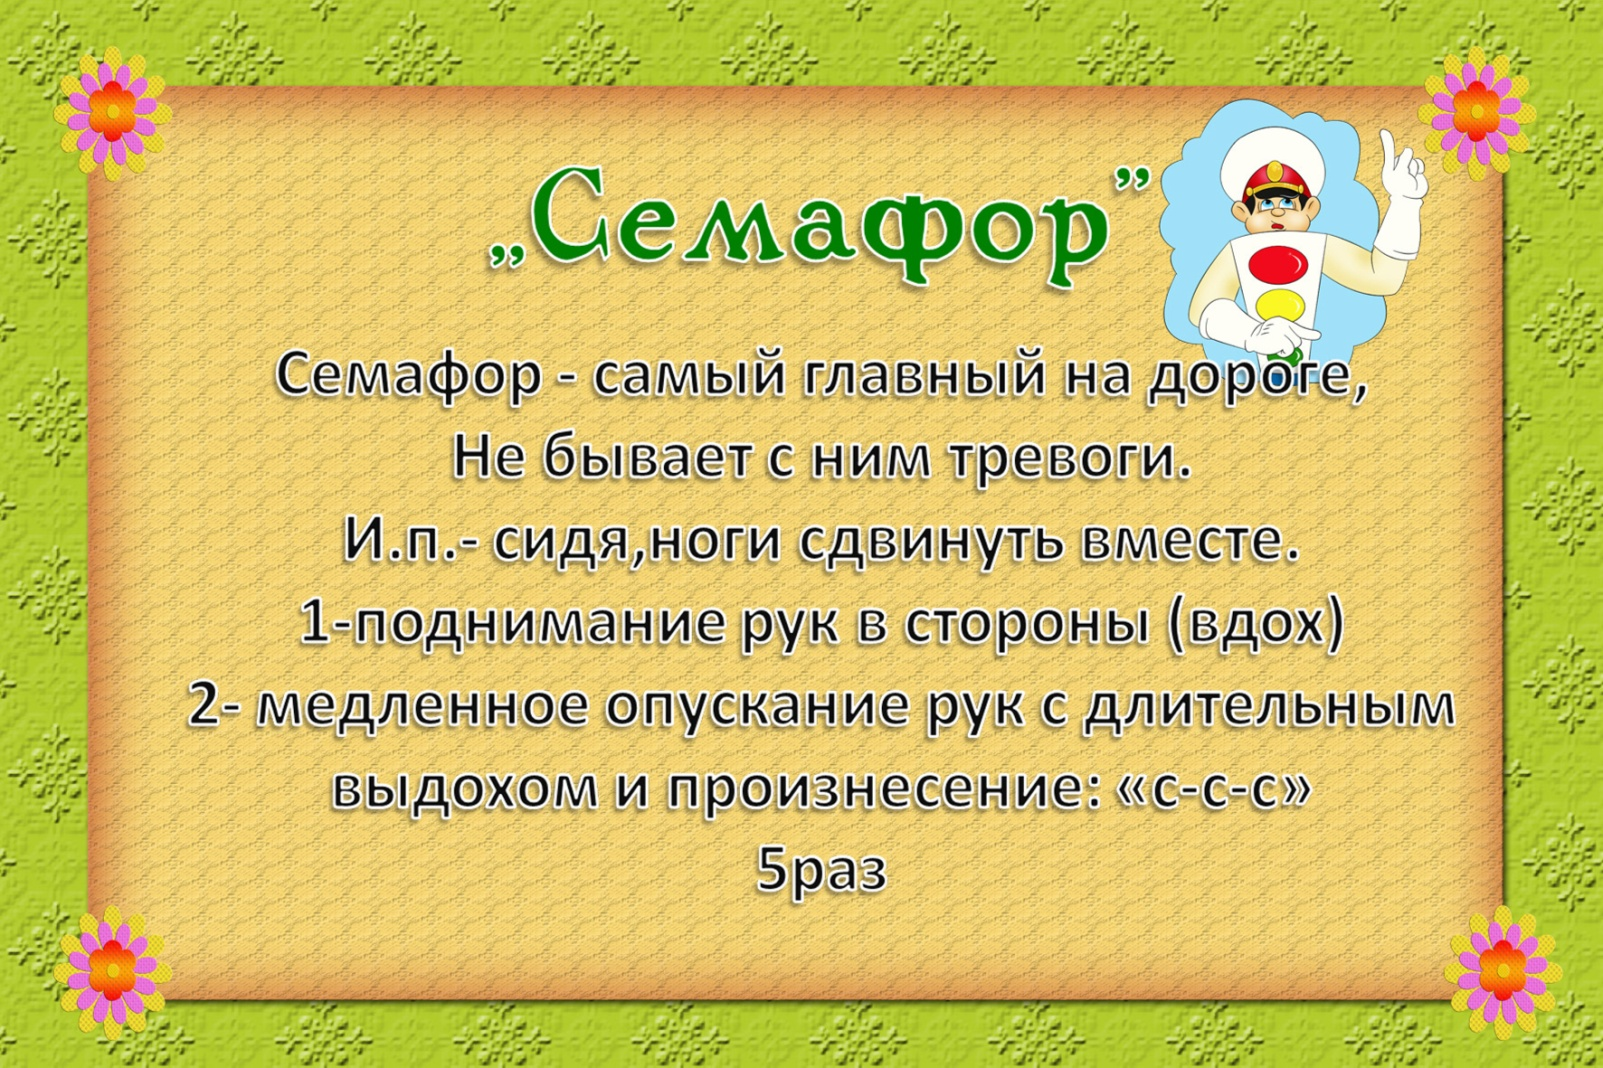 „Семафор”
Семафор - самый главный на дороге,
Не бывает с ним тревоги.
И.п.- сидя,ноги сдвинуть вместе.
1-поднимание рук в стороны (вдох)
2- медленное опускание рук с длительным
выдохом и произнесение: «с-с-с»
5раз